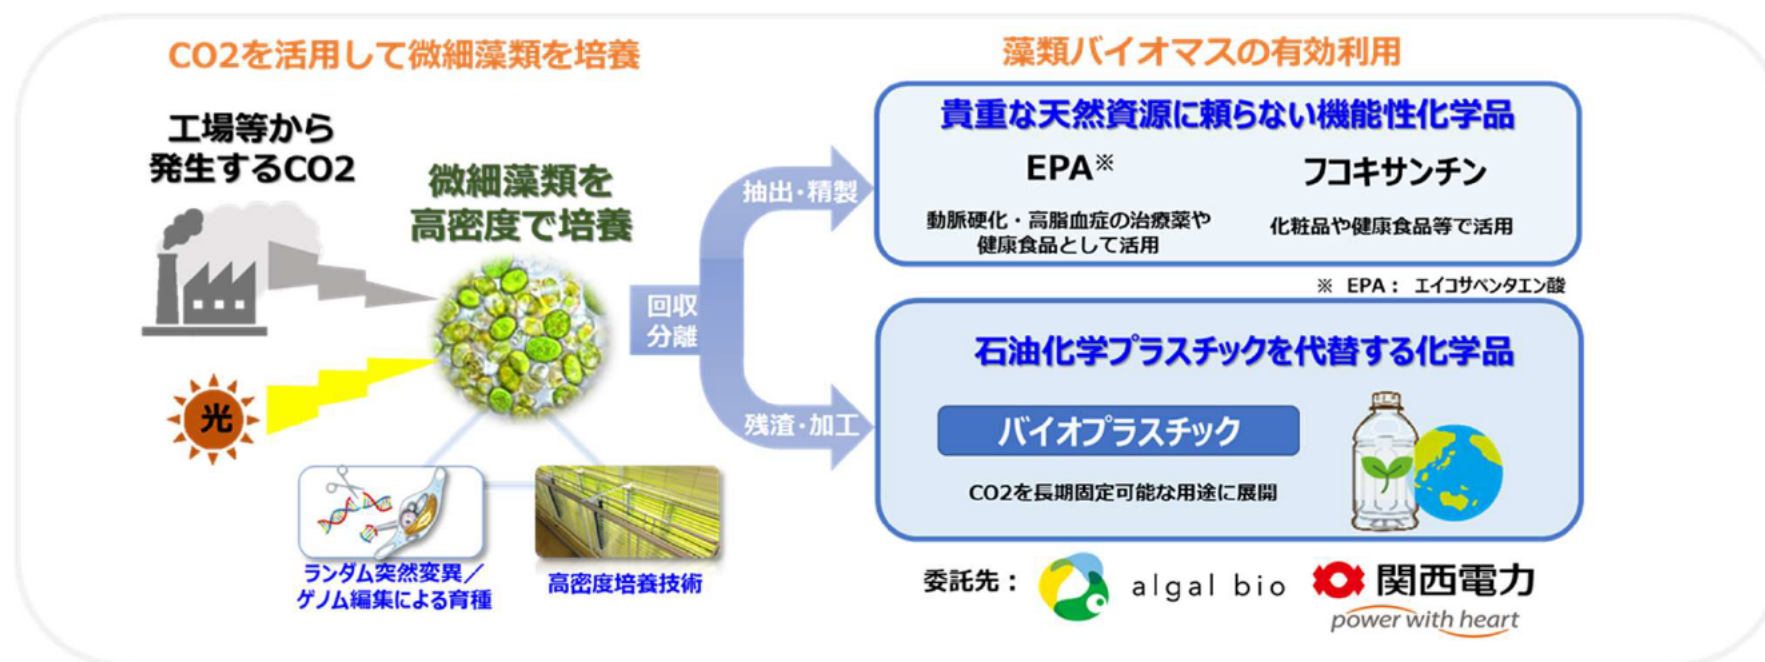 CO2を活用して微細藻類を培養
工場等から
発生するCO2
微細藻類を
高密度で培養
光
ランダム突然変異／
ゲノム編集による育種
高密度培養技術
回収
分離
抽出・精製
残渣・加工
藻類バイオマスの有効利用
貴重な天然資源に頼らない機能性化学品
EPA※
動脈硬化・高脂血症の治療薬や
健康食品として活用
フコキサンチン
化粧品や健康食品等で活用
※ EPA： エイコサペンタエン酸
石油化学プラスチックを代替する化学品
バイオプラスチック
CO2を長期固定可能な用途に展開
委託先：
algal bio
関西電力
power with heart